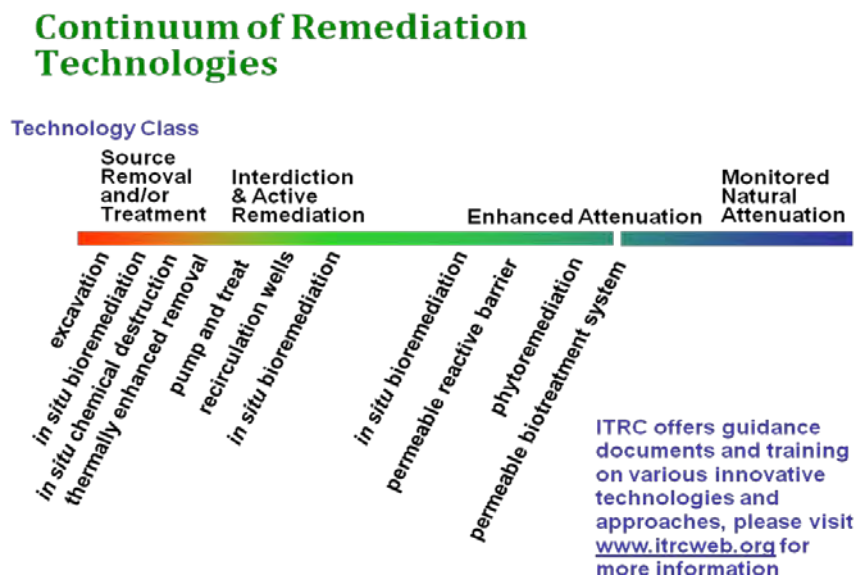 Continuum of Remediation
Technologies
Technology Class
Source
Removal
and/or
Treatment
Interdiction
& Active
Remediation
Enhanced Attenuation
Monitored
Natural
Attenuation
excavation
in situ bioremediation
in situ chemical destruction
thermally enhanced removal
pump and treat
recirculation wells
in situ bioremediation
in situ bioremediation
permeable reactive barrier
phytoremediation
permeable biotreatment system
ITRC offers guidance
documents and training
on various innovative
technologies and
approaches, please visit
www.itrcweb.org for
more information